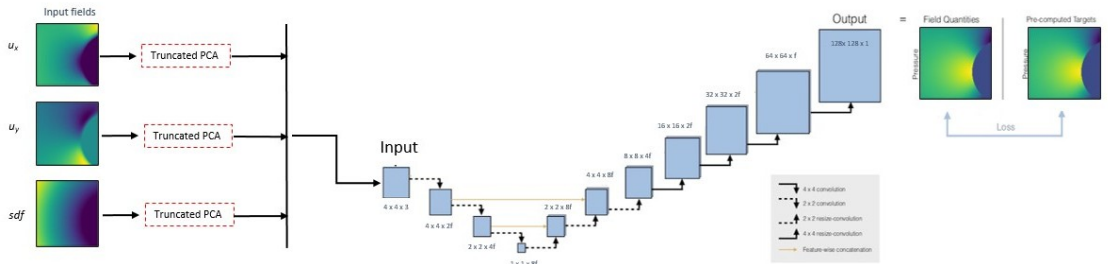 Input fields
u_x
Truncated PCA
u_y
Truncated PCA
sdf
Truncated PCA
Input
4 x 4 x 3
4 x 4 x 2f
2 x 2 x 4f
1 x 1 x 8f
2 x 2 x 8f
4 x 4 x 8f
8 x 8 x 4f
16 x 16 x 2f
32 x 32 x 2f
64 x 64 x f
Output
128x 128 x 1
=
Field Quantities
Pressure
Pre-computed Targets
Pressure
Loss
4 x 4 convolution
2 x 2 convolution
2 x 2 resize-convolution
4 x 4 resize-convolution
Feature-wise concatenation